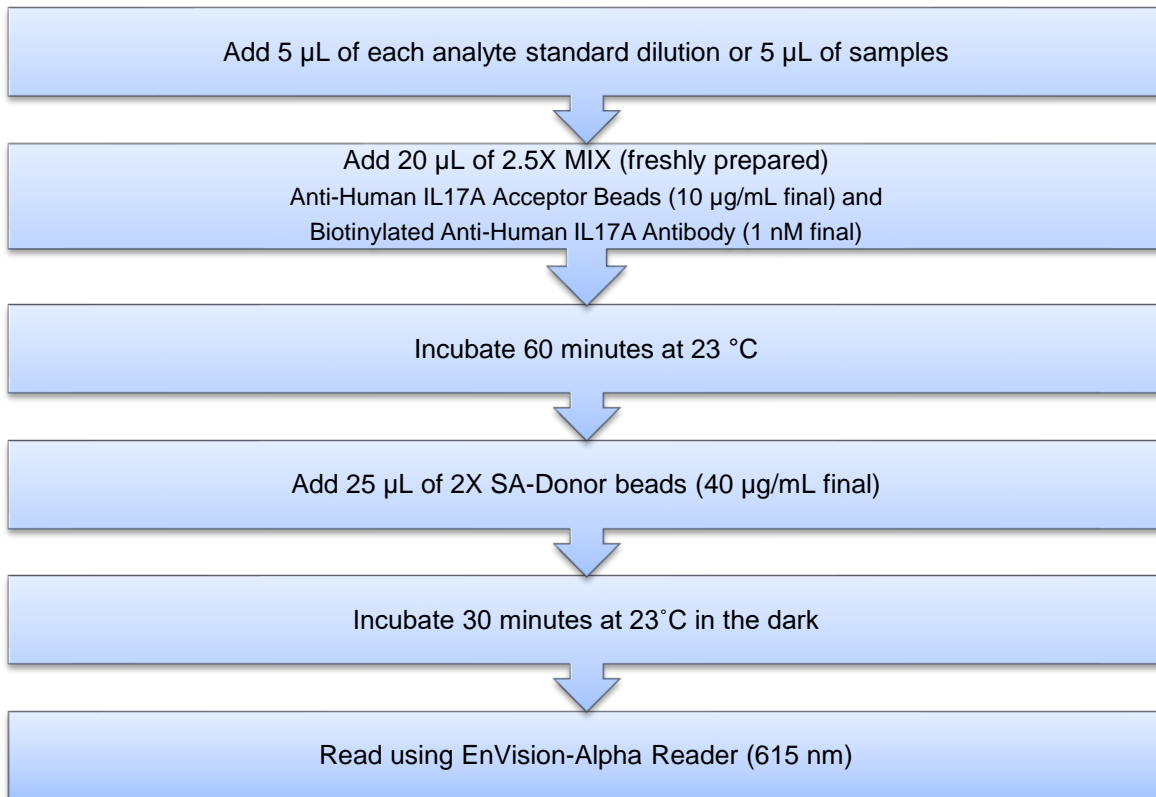 Add 5 µL of each analyte standard dilution or 5 µL of samples
Add 20 µL of 2.5X MIX (freshly prepared)
Anti-Human IL17A Acceptor Beads (10 µg/mL final) and
Biotinylated Anti-Human IL17A Antibody (1 nM final)
Incubate 60 minutes at 23 °C
Add 25 µL of 2X SA-Donor beads (40 µg/mL final)
Incubate 30 minutes at 23˚C in the dark
Read using EnVision-Alpha Reader (615 nm)